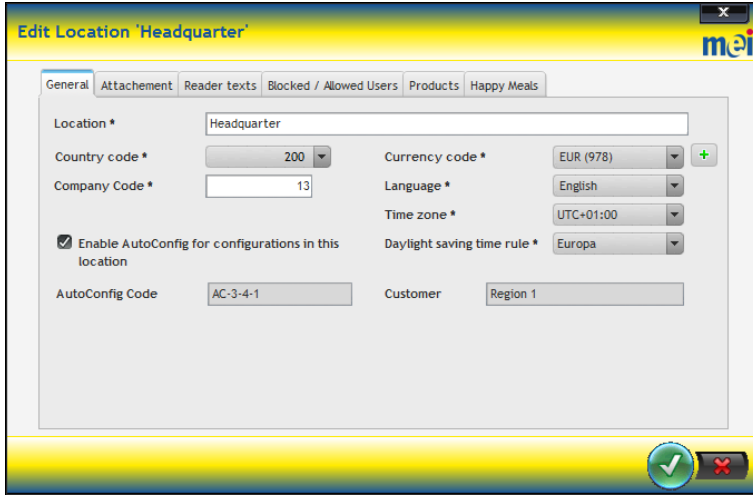 Edit Location 'Headquarter'
mei
General Attachement Reader texts Blocked / Allowed Users Products Happy Meals
Location * Headquarter
Country code * 200 Currency code * EUR (978)
Company Code * 13 Language * English
Time zone * UTC+01:00
Enable AutoConfig for configurations in this
location
Daylight saving time rule * Europa
AutoConfig Code AC-3-4-1 Customer Region 1